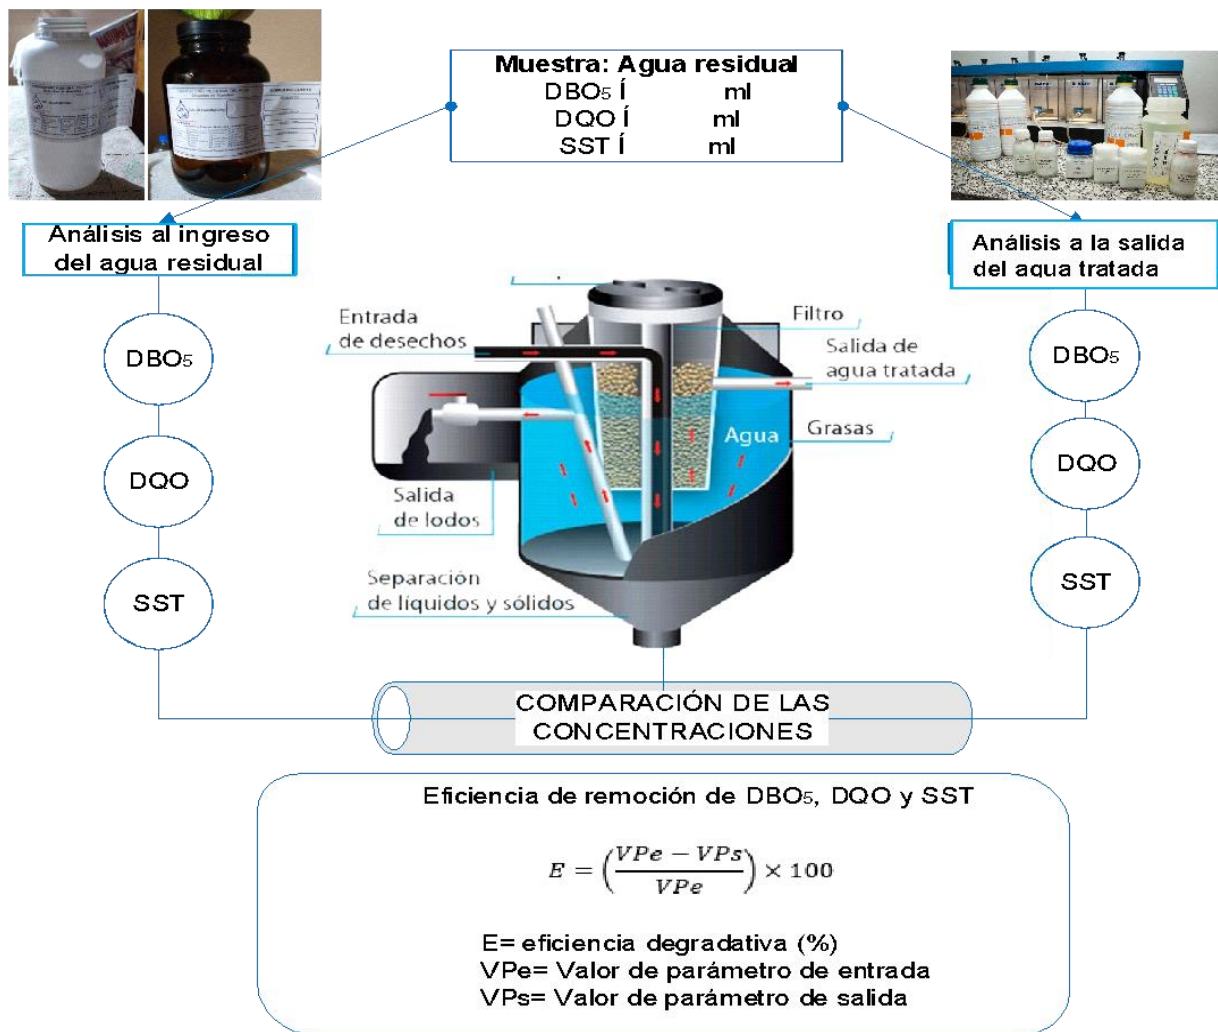 Muestra: Agua residual
DBO₅ Í ml
DQO Í ml
SST Í ml
Análisis al ingreso
del agua residual
Análisis a la salida
del agua tratada
DBO₅
DQO
SST
Entrada
de desechos
Filtro
Salida de
agua tratada
Agua
Grasas
Salida
de lodos
Separación
de líquidos y sólidos
DBO₅
DQO
SST
COMPARACIÓN DE LAS
CONCENTRACIONES
Eficiencia de remoción de DBO₅, DQO y SST
E = (VPe − VPs / VPe) × 100
E= eficiencia degradativa (%)
VPe= Valor de parámetro de entrada
VPs= Valor de parámetro de salida